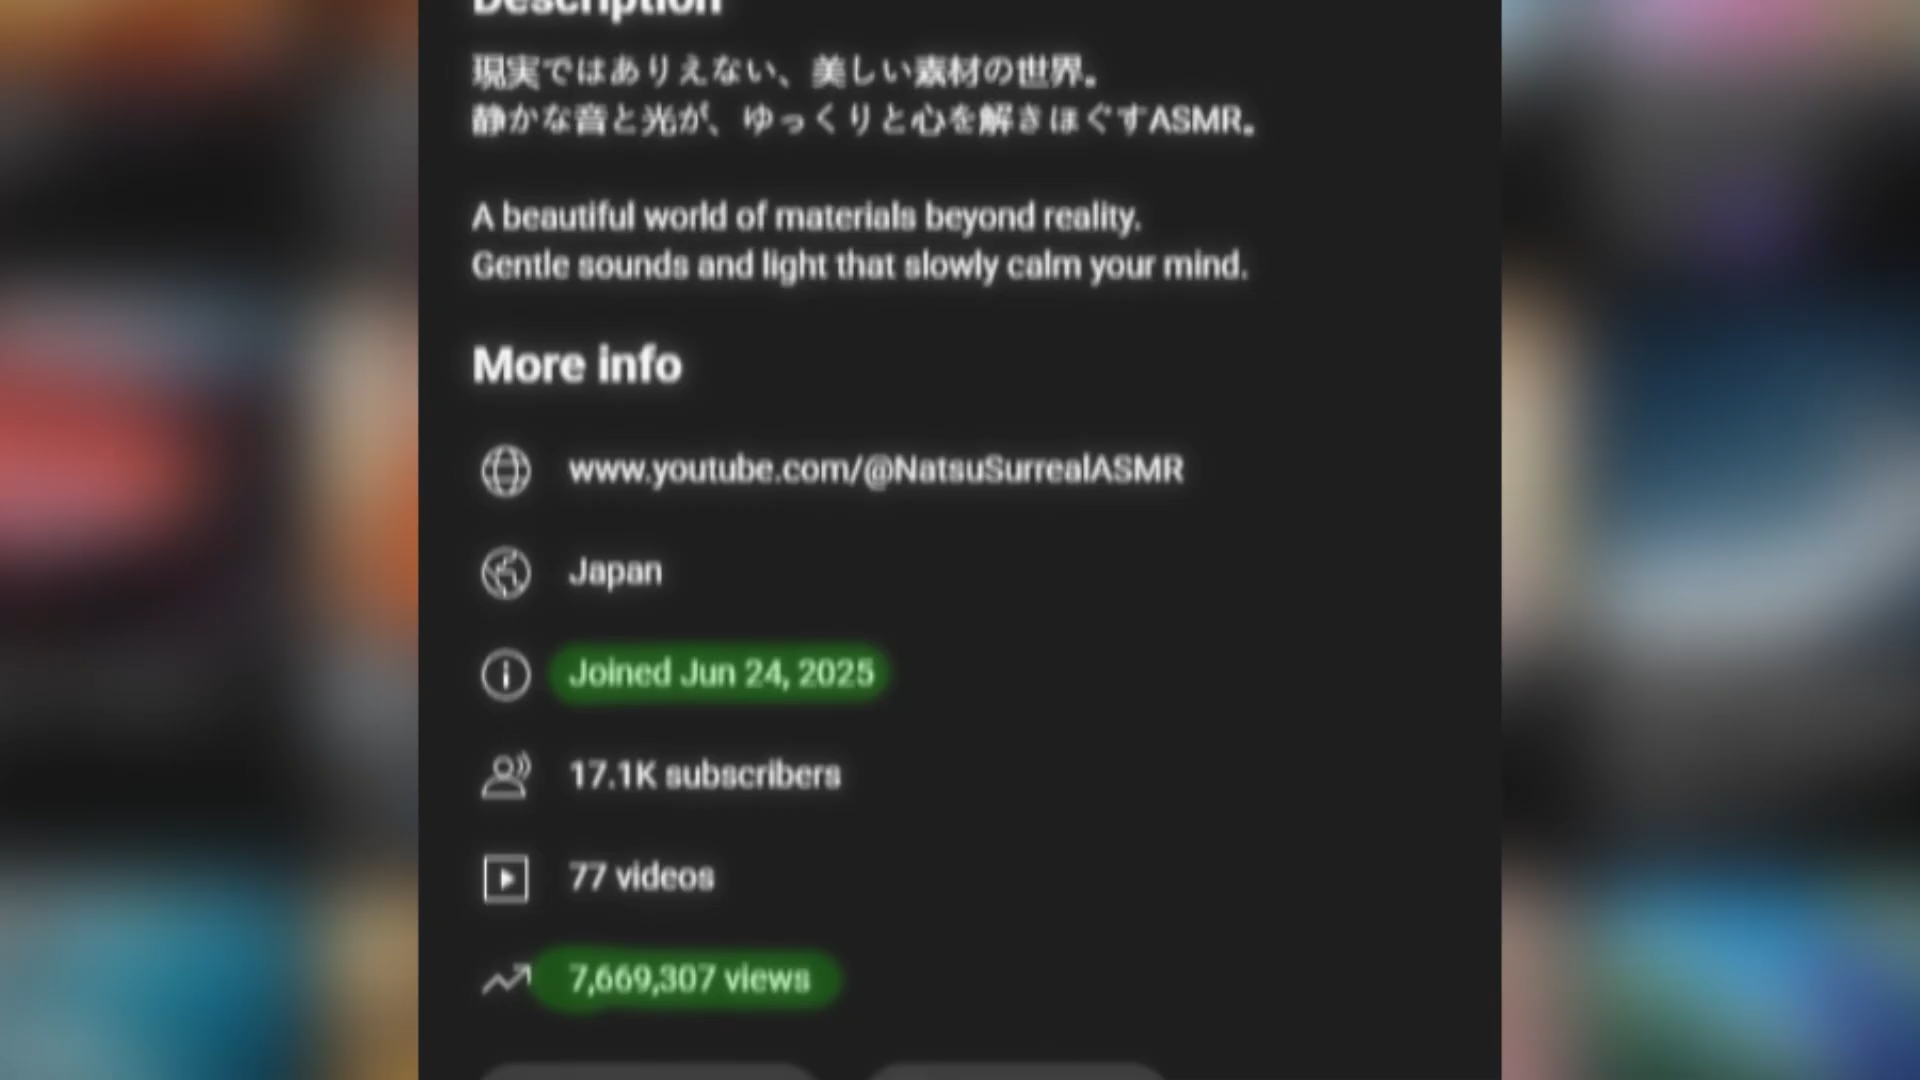 Description
現実ではありえない、美しい素材の世界。
静かな音と光が、ゆっくりと心を解きほぐすASMR。
A beautiful world of materials beyond reality.
Gentle sounds and light that slowly calm your mind.
More info
www.youtube.com/@NatsuSurrealASMR
Japan
Joined Jun 24, 2025
17.1K subscribers
77 videos
7,669,307 views